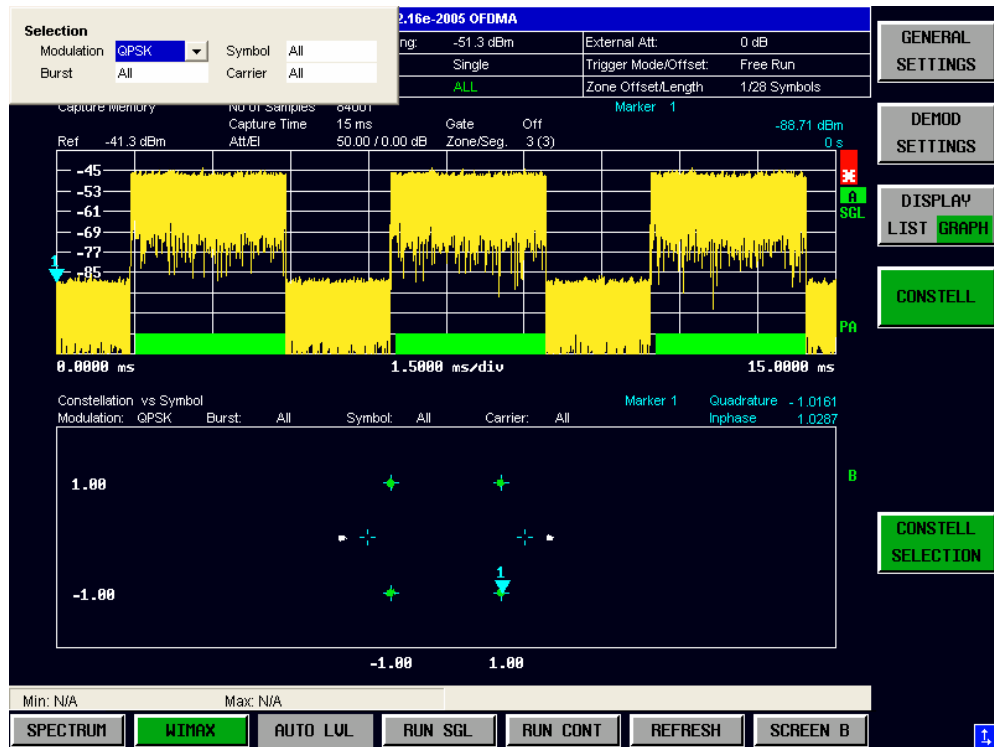 Selection
Modulation QPSK Symbol All
Burst All Carrier All
2.16e-2005 OFDMA
ng: -51.3 dBm External Att: 0 dB
Single Trigger Mode/Offset: Free Run
ALL Zone Offset/Length 1/28 Symbols
Capture Memory No of Samples 84001 Marker 1
Capture Time 15 ms Gate Off -88.71 dBm
Ref -41.3 dBm Att/El 50.00 / 0.00 dB Zone/Seg. 3 (3) 0 s
-45
-53
-61
-69
-77
-85
1
A
SGL
PA
0.0000 ms 1.5000 ms/div 15.0000 ms
Constellation vs Symbol Marker 1 Quadrature - 1.0161
Modulation: QPSK Burst: All Symbol: All Carrier: All Inphase 1.0287
1.00
B
1
-1.00
-1.00 1.00
Min: N/A Max: N/A
SPECTRUM WIMAX AUTO LVL RUN SGL RUN CONT REFRESH SCREEN B
GENERAL
SETTINGS
DEMOD
SETTINGS
DISPLAY
LIST GRAPH
CONSTELL
CONSTELL
SELECTION